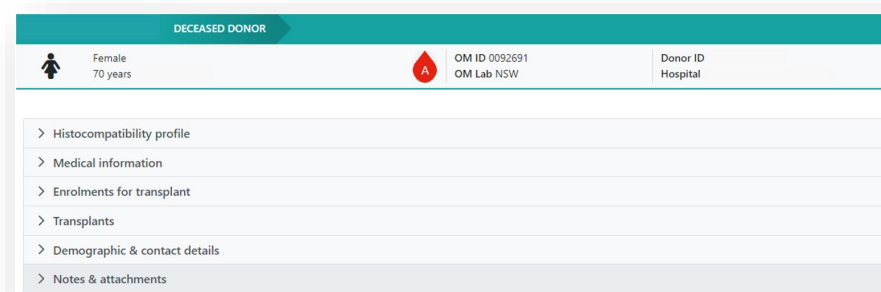 DECEASED DONOR
Female
70 years
A
OM ID 0092691
OM Lab NSW
Donor ID
Hospital
Histocompatibility profile
Medical information
Enrolments for transplant
Transplants
Demographic & contact details
Notes & attachments